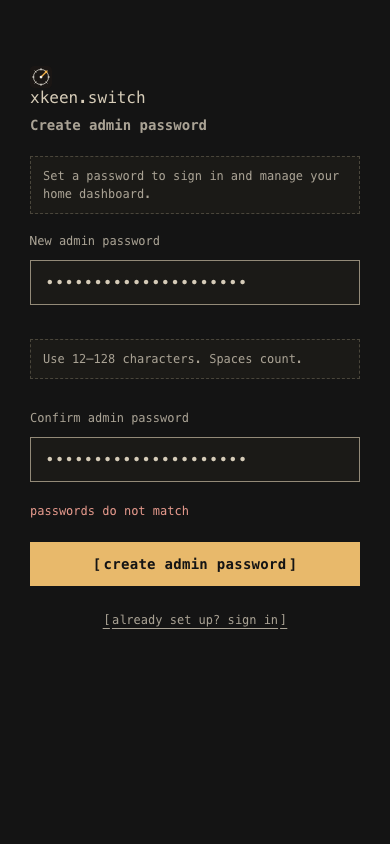 xkeen.switch
Create admin password
Set a password to sign in and manage your
home dashboard.
New admin password
•••••••••••••••••••••
Use 12–128 characters. Spaces count.
Confirm admin password
•••••••••••••••••••••
passwords do not match
[create admin password]
[already set up? sign in]